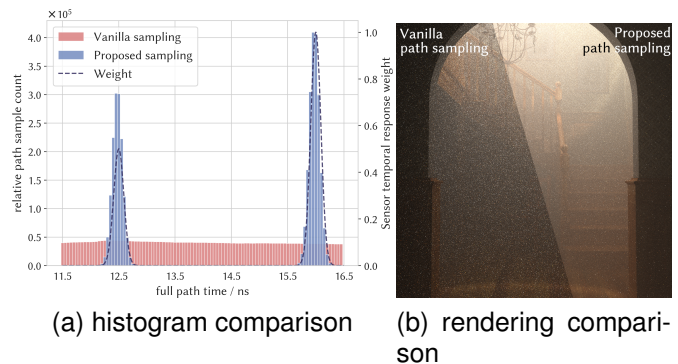 4.0 ×10⁵
3.5
3.0
2.5
2.0
1.5
1.0
0.5
0.0
relative path sample count
Vanilla sampling
Proposed sampling
Weight
1.0
0.8
0.6
0.4
0.2
0.0
Sensor temporal response weight
11.5 12.5 13.5 14.5 15.5 16.5
full path time / ns
(a) histogram comparison
Vanilla
path sampling
Proposed
path sampling
(b) rendering compari-
son